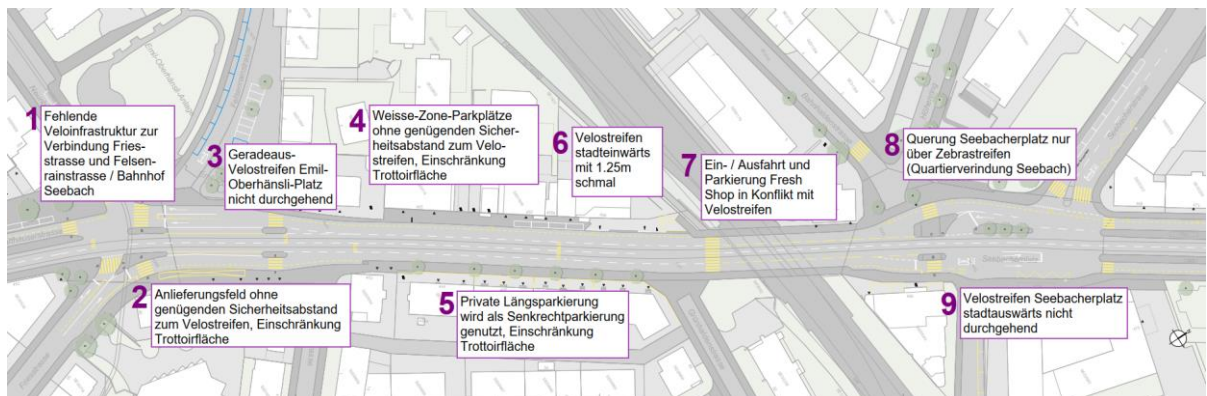 1
Fehlende
Veloinfrastruktur zur
Verbindung Fries-
strasse und Felsen-
rainstrasse / Bahnhof
Seebach
3
Geradeaus-
Velostreifen Emil-
Oberhänsli-Platz
nicht durchgehend
4
Weisse-Zone-Parkplätze
ohne genügenden Sicher-
heitsabstand zum Velo-
streifen, Einschränkung
Trottoirfläche
6
Velostreifen
stadteinwärts
mit 1.25m
schmal
7
Ein- / Ausfahrt und
Parkierung Fresh
Shop in Konflikt mit
Velostreifen
8
Querung Seebacherplatz nur
über Zebrastreifen
(Quartierverindung Seebach)
2
Anlieferungsfeld ohne
genügenden Sicherheitsabstand
zum Velostreifen, Einschränkung
Trottoirfläche
5
Private Längsparkierung
wird als Senkrechtparkierung
genutzt, Einschränkung
Trottoirfläche
9
Velostreifen Seebacherplatz
stadtauswärts nicht
durchgehend
Seebacherplatz
Friesstrasse